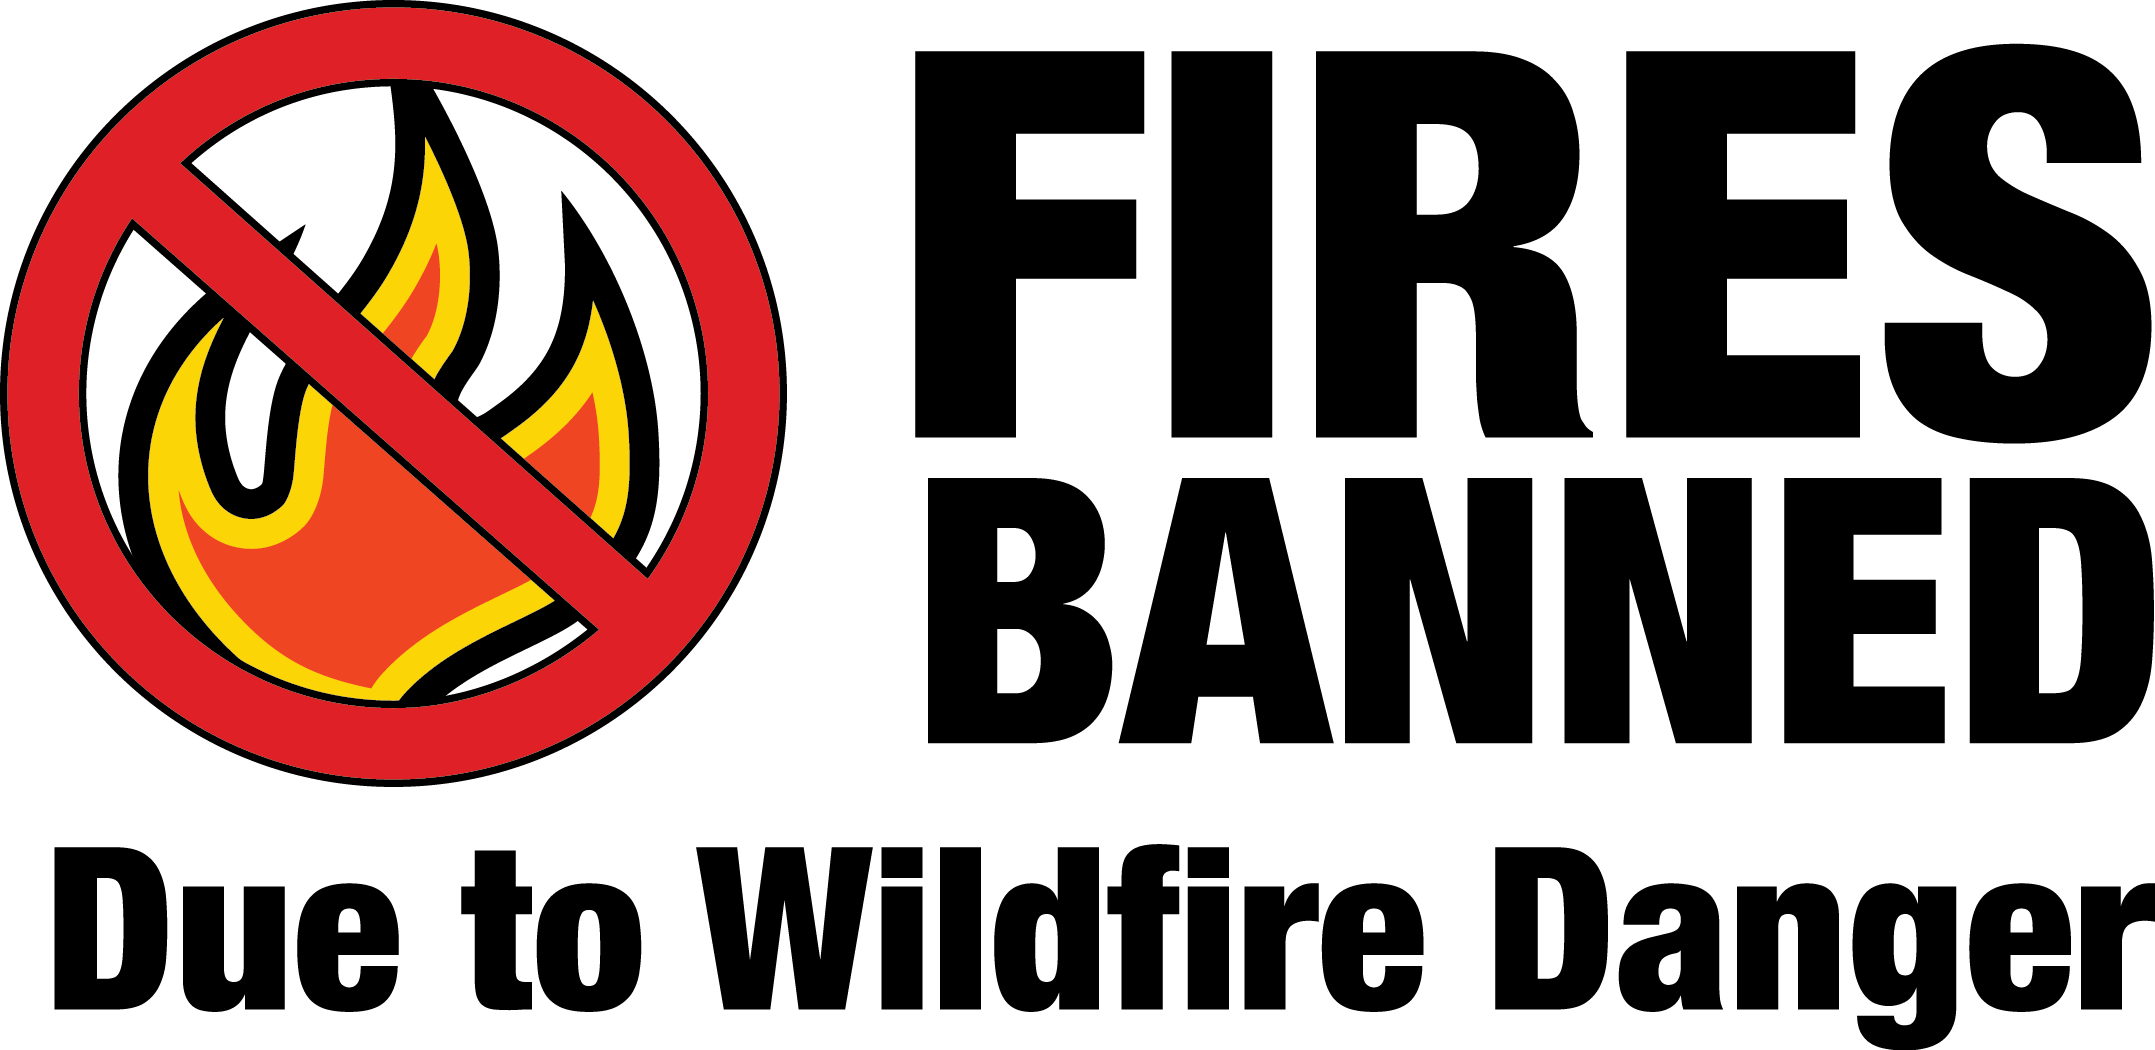 FIRES
BANNED
Due to Wildfire Danger